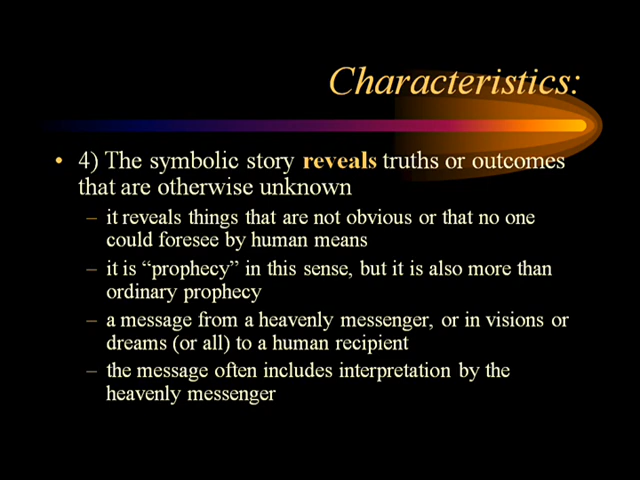 Characteristics:
• 4) The symbolic story reveals truths or outcomes
that are otherwise unknown
– it reveals things that are not obvious or that no one
could foresee by human means
– it is “prophecy” in this sense, but it is also more than
ordinary prophecy
– a message from a heavenly messenger, or in visions or
dreams (or all) to a human recipient
– the message often includes interpretation by the
heavenly messenger